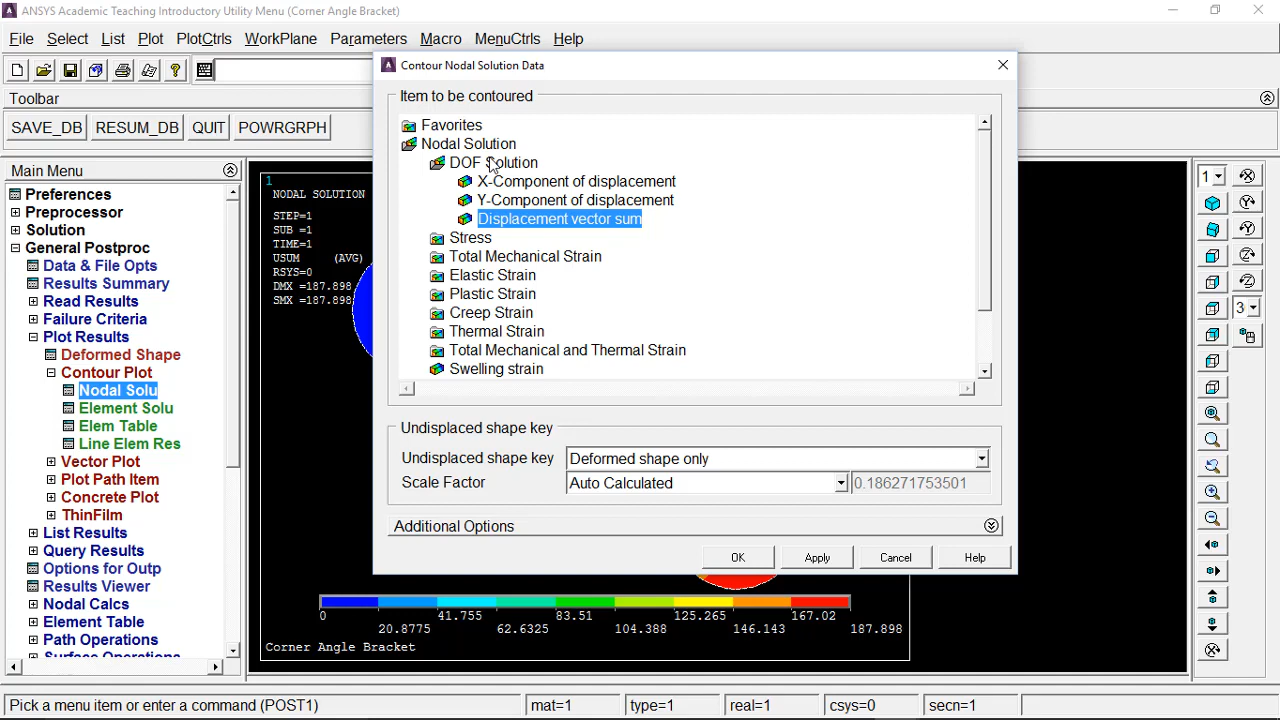 ANSYS Academic Teaching Introductory Utility Menu (Corner Angle Bracket)
File Select List Plot PlotCtrls WorkPlane Parameters Macro MenuCtrls Help
Contour Nodal Solution Data
Toolbar
SAVE_DB RESUM_DB QUIT POWRGRPH
Item to be contoured
Favorites
Nodal Solution
DOF Solution
X-Component of displacement
Y-Component of displacement
Displacement vector sum
Stress
Total Mechanical Strain
Elastic Strain
Plastic Strain
Creep Strain
Thermal Strain
Total Mechanical and Thermal Strain
Swelling strain
Undisplaced shape key
Undisplaced shape key Deformed shape only
Scale Factor Auto Calculated 0.186271753501
Additional Options
OK Apply Cancel Help
Main Menu
Preferences
Preprocessor
Solution
General Postproc
Data & File Opts
Results Summary
Read Results
Failure Criteria
Plot Results
Deformed Shape
Contour Plot
Nodal Solu
Element Solu
Elem Table
Line Elem Res
Vector Plot
Plot Path Item
Concrete Plot
ThinFilm
List Results
Query Results
Options for Outp
Results Viewer
Nodal Calcs
Element Table
Path Operations
Surface Operations
1
NODAL SOLUTION
STEP=1
SUB =1
TIME=1
USUM (AVG)
RSYS=0
DMX =187.898
SMX =187.898
0 41.755 83.51 125.265 167.02
20.8775 62.6325 104.388 146.143 187.898
Corner Angle Bracket
1
3
Pick a menu item or enter a command (POST1) mat=1 type=1 real=1 csys=0 secn=1